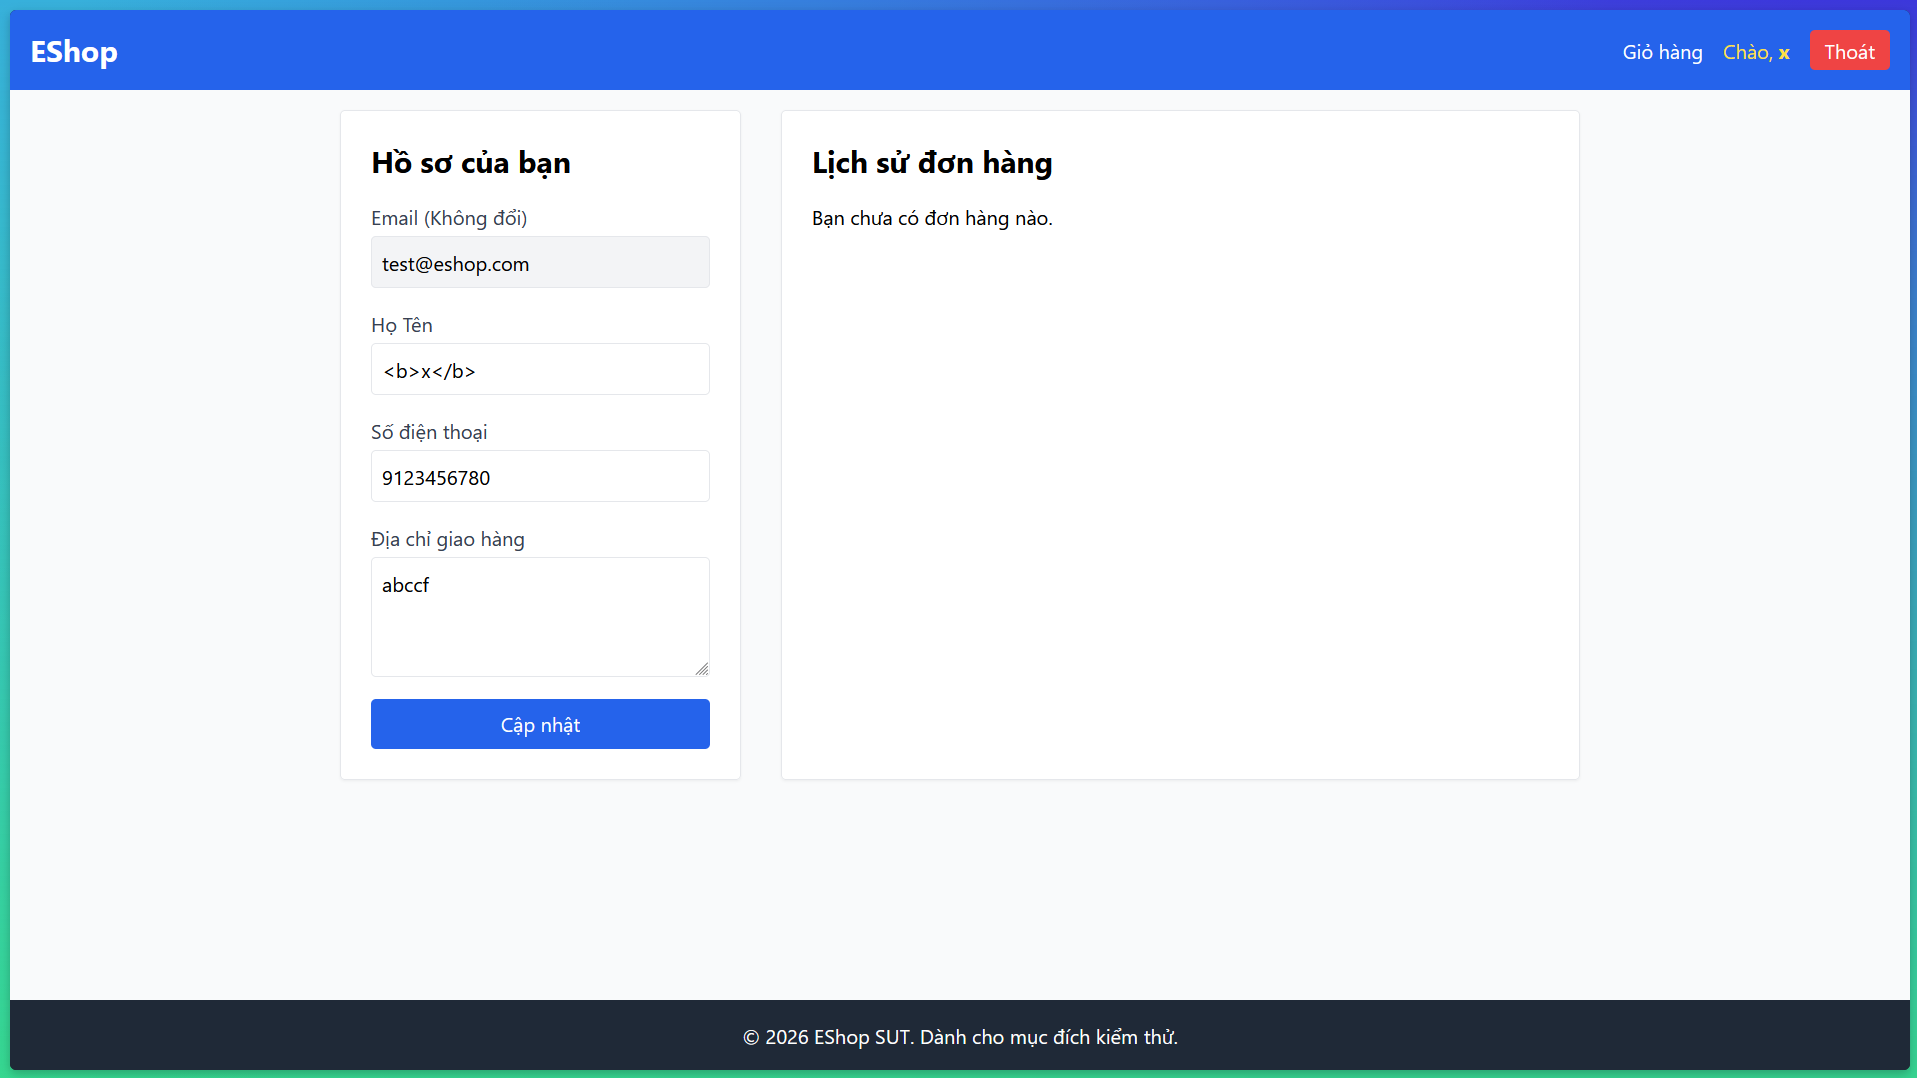 EShop
Giỏ hàng
Chào, x
Thoát
Hồ sơ của bạn
Email (Không đổi)
test@eshop.com
Họ Tên
<b>x</b>
Số điện thoại
9123456780
Địa chỉ giao hàng
abccf
Cập nhật
Lịch sử đơn hàng
Bạn chưa có đơn hàng nào.
© 2026 EShop SUT. Dành cho mục đích kiểm thử.